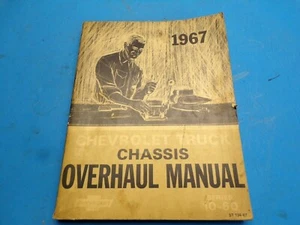 1967
CHEVROLET TRUCK
CHASSIS
OVERHAUL MANUAL